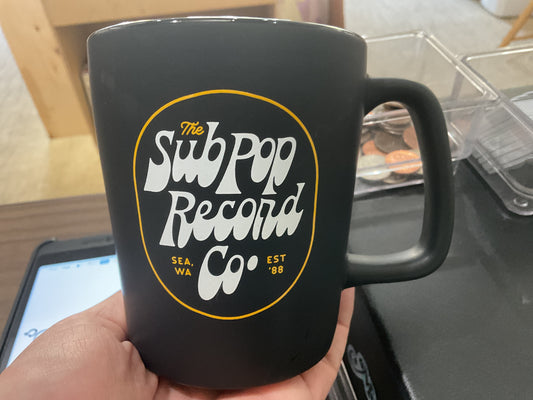 The
Sub Pop
Record
Co.
SEA, WA
EST '88